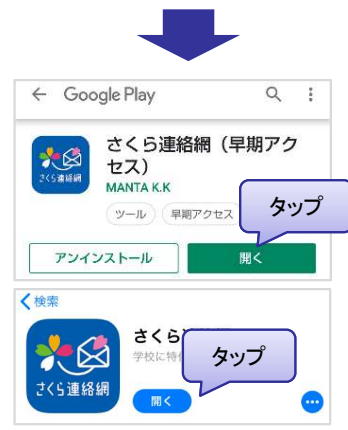 Google Play
さくら連絡網（早期アク
セス）
さくら連絡網
MANTA K.K
ツール
早期アクセス
タップ
アンインストール
開く
検索
さくら
学校に特
タップ
さくら連絡網
開く